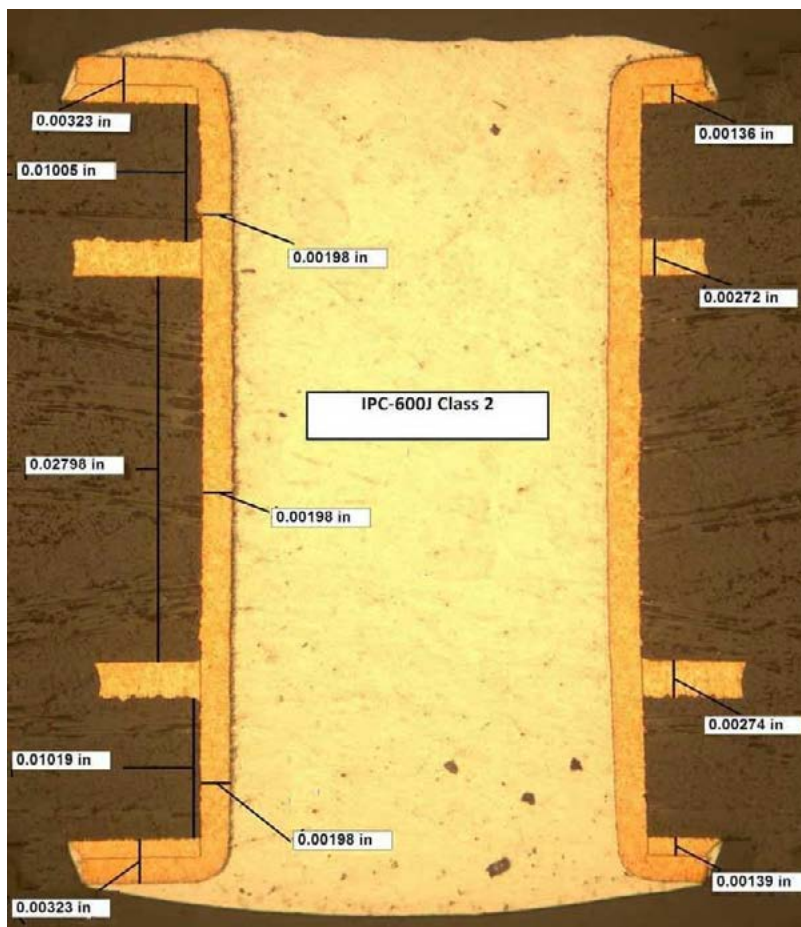 0.00323 in
0.00136 in
0.01005 in
0.00198 in
0.00272 in
IPC-600J Class 2
0.02798 in
0.00198 in
0.00274 in
0.01019 in
0.00198 in
0.00139 in
0.00323 in